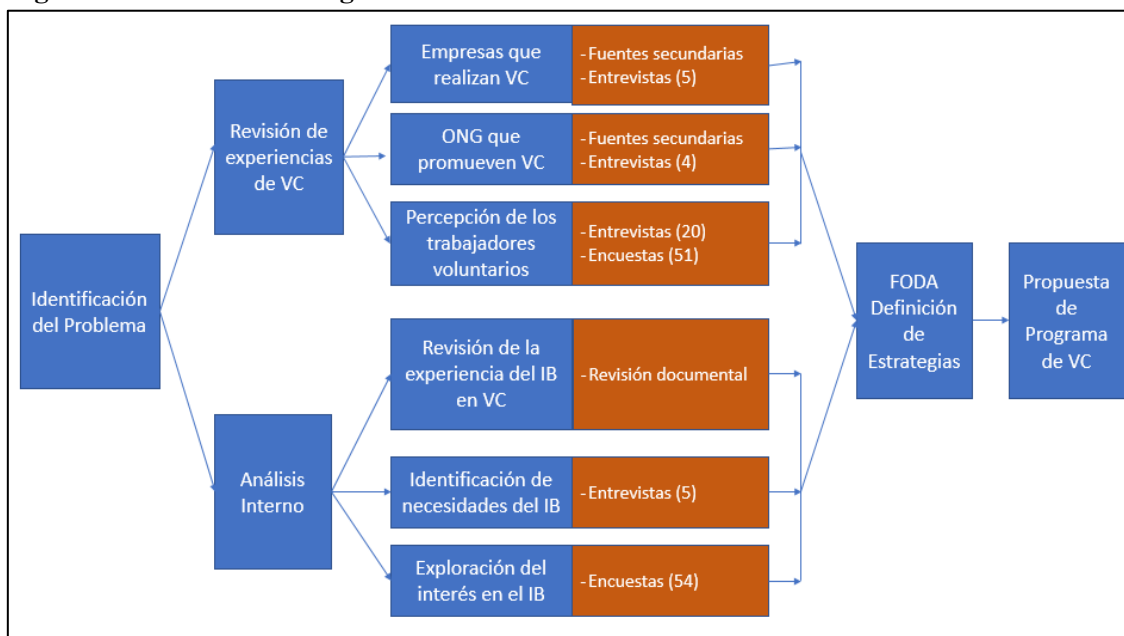 Identificación
del Problema
Revisión de
experiencias
de VC
Empresas que
realizan VC
- Fuentes secundarias
- Entrevistas (5)
ONG que
promueven VC
- Fuentes secundarias
- Entrevistas (4)
Percepción de los
trabajadores
voluntarios
- Entrevistas (20)
- Encuestas (51)
Análisis
Interno
Revisión de la
experiencia del IB
en VC
- Revisión documental
Identificación de
necesidades del IB
- Entrevistas (5)
Exploración del
interés en el IB
- Encuestas (54)
FODA
Definición
de
Estrategias
Propuesta
de
Programa
de VC